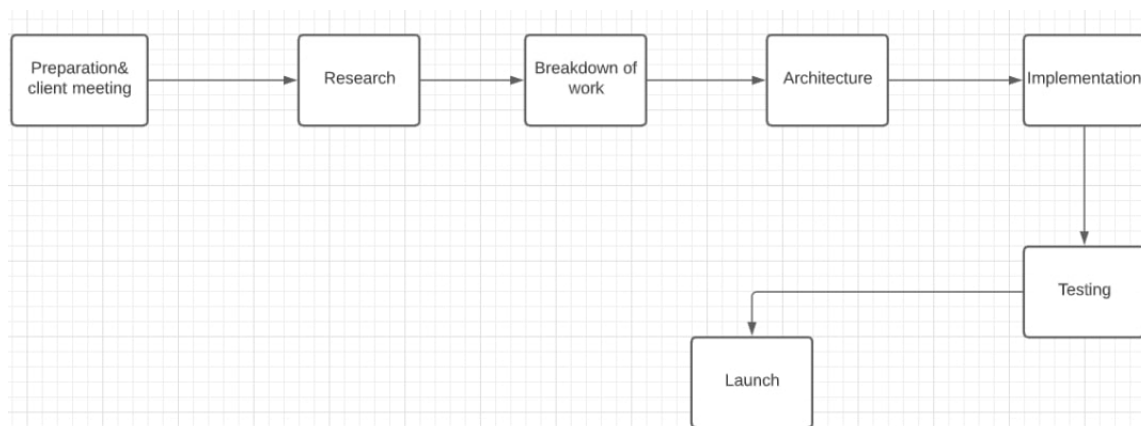 Preparation&
client meeting
Research
Breakdown of
work
Architecture
Implementation
Testing
Launch